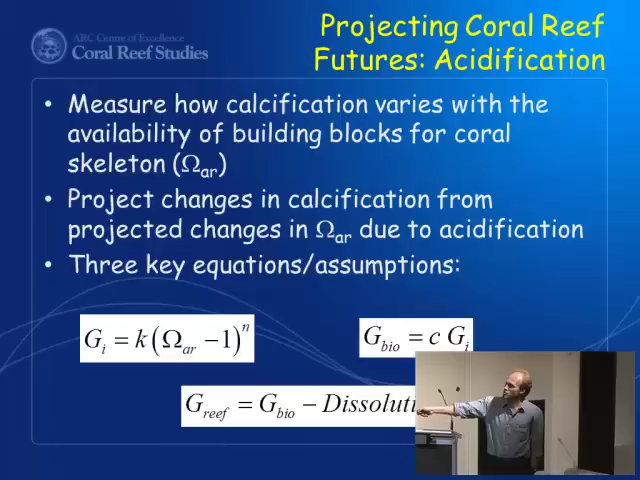 Projecting Coral Reef
Futures: Acidification
ARC Centre of Excellence
Coral Reef Studies
• Measure how calcification varies with the
availability of building blocks for coral
skeleton (Ωar)
• Project changes in calcification from
projected changes in Ωar due to acidification
• Three key equations/assumptions:
Gi = k(Ωar − 1)^n
Gbio = c Gi
Greef = Gbio − Dissoluti